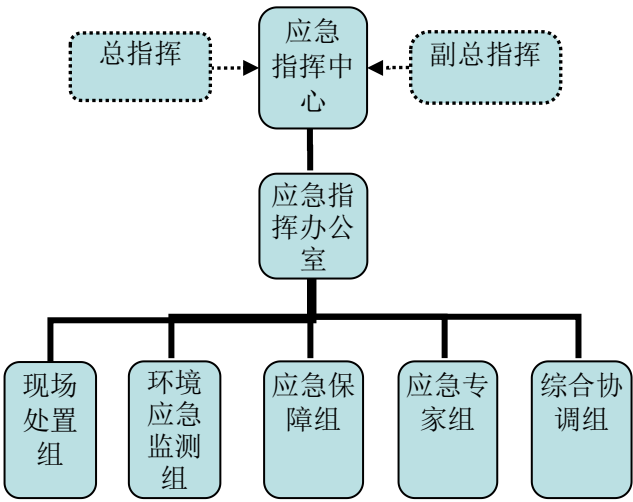 总指挥
应急
指挥中
心
副总指挥
应急指
挥办公
室
现场
处置
组
环境
应急
监测
组
应急保
障组
应急专
家组
综合协
调组